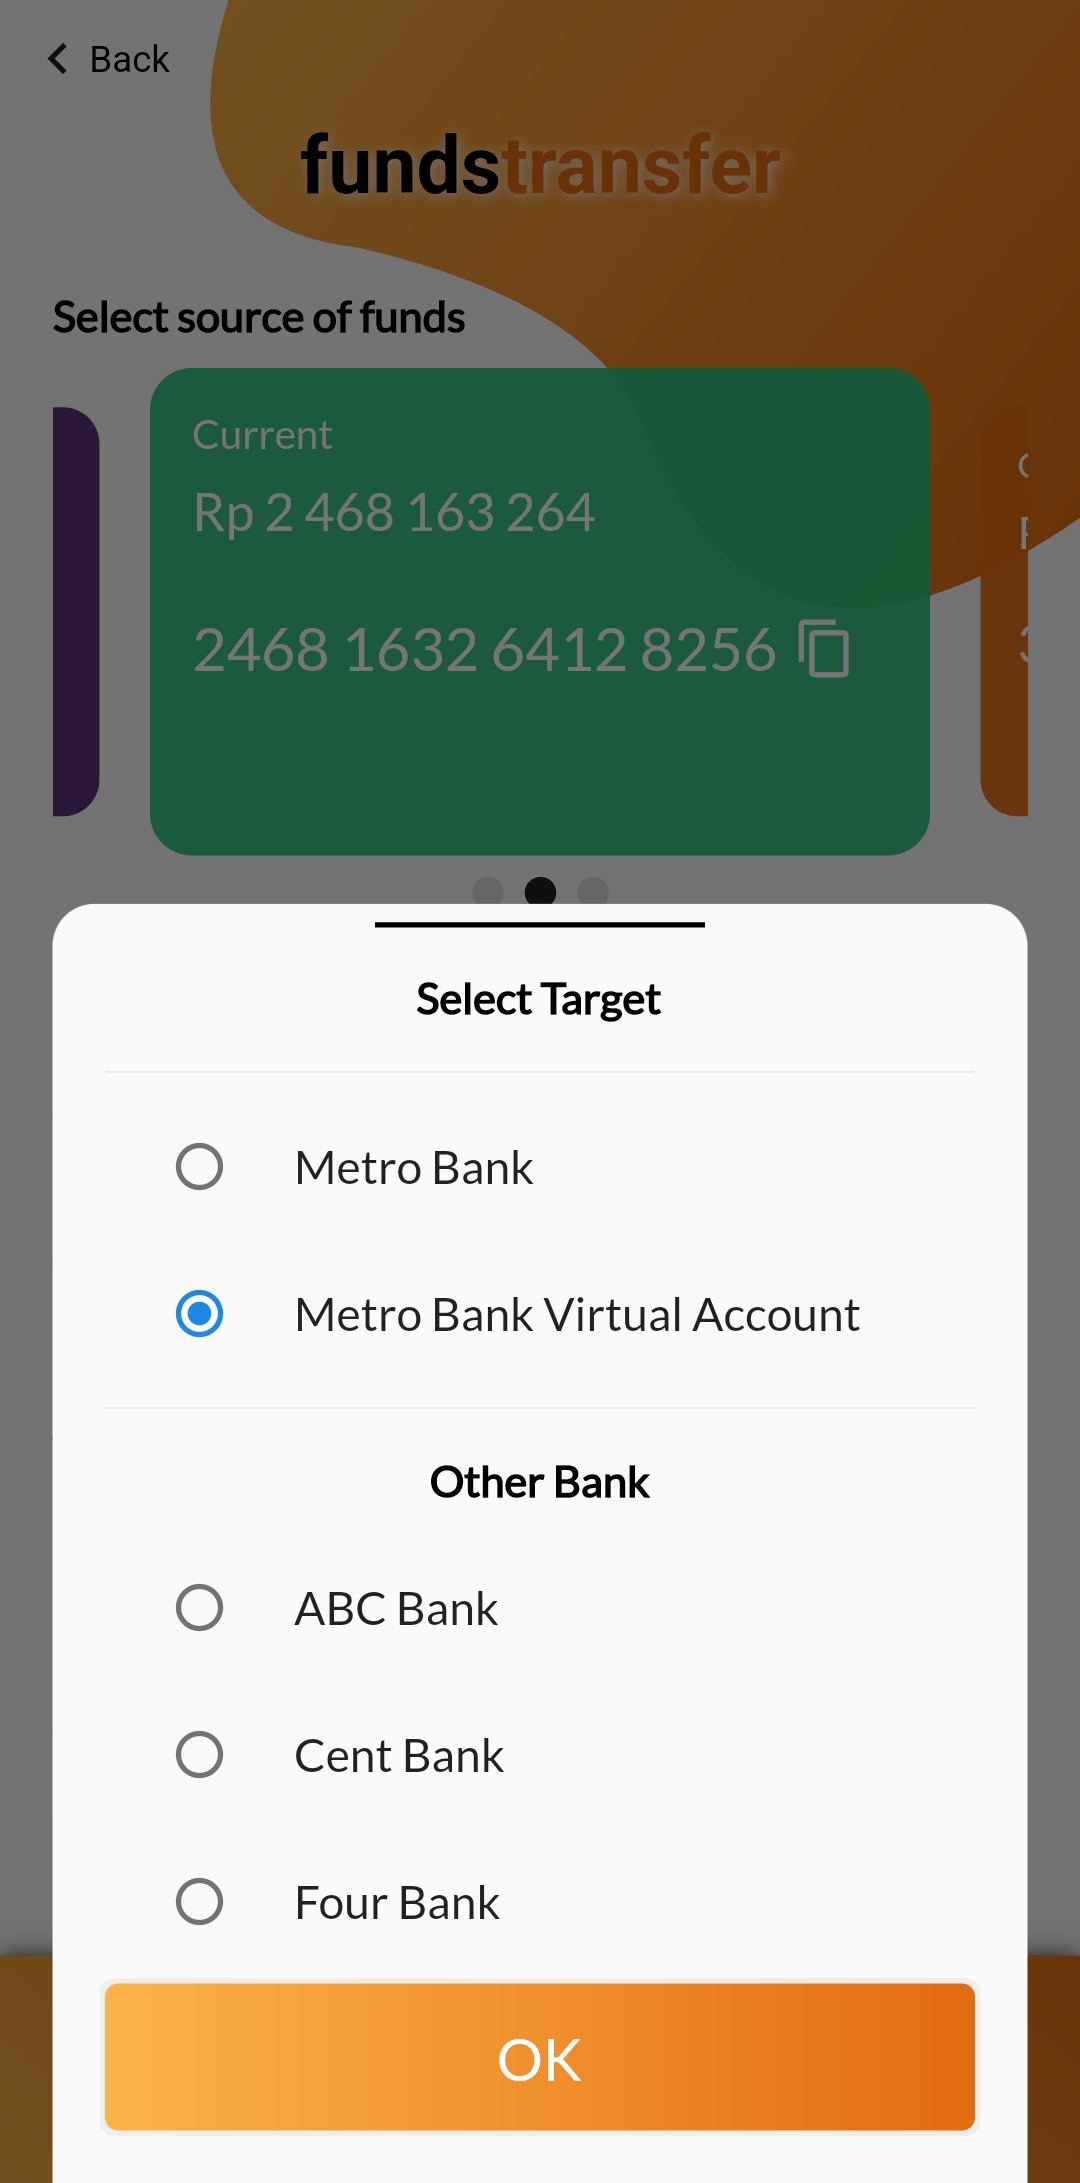 Back
fundstransfer
Select source of funds
Current
Rp 2 468 163 264
2468 1632 6412 8256
Select Target
Metro Bank
Metro Bank Virtual Account
Other Bank
ABC Bank
Cent Bank
Four Bank
OK